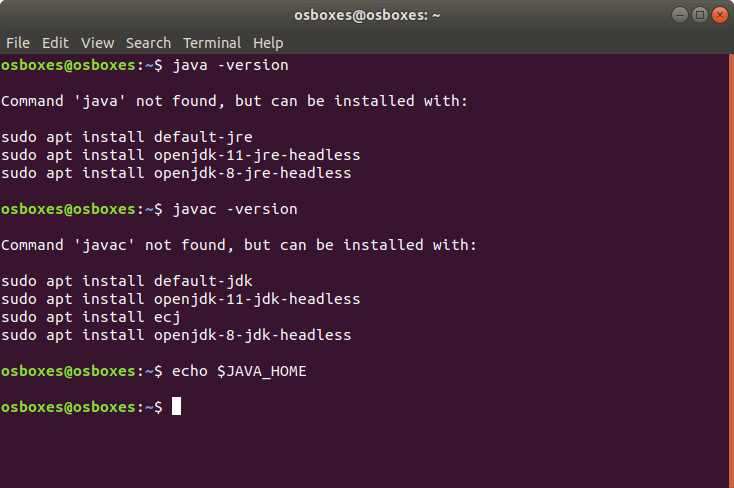 osboxes@osboxes: ~
File Edit View Search Terminal Help
osboxes@osboxes:~$ java -version
Command 'java' not found, but can be installed with:
sudo apt install default-jre
sudo apt install openjdk-11-jre-headless
sudo apt install openjdk-8-jre-headless
osboxes@osboxes:~$ javac -version
Command 'javac' not found, but can be installed with:
sudo apt install default-jdk
sudo apt install openjdk-11-jdk-headless
sudo apt install ecj
sudo apt install openjdk-8-jdk-headless
osboxes@osboxes:~$ echo $JAVA_HOME
osboxes@osboxes:~$